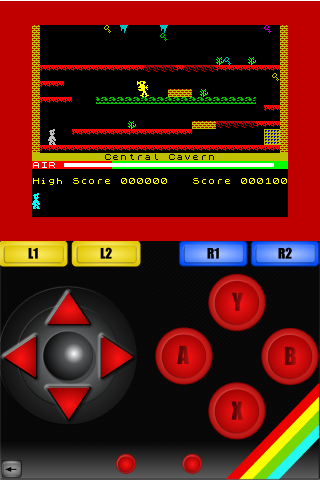 Central Cavern
AIR
High Score 000000 Score 000100
L1 L2 R1 R2
Y
A B
X